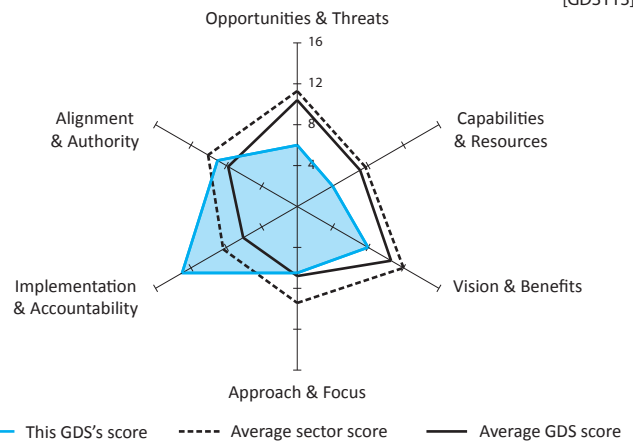 [GDS115]
Opportunities & Threats
16
12
8
4
Alignment
& Authority
Capabilities
& Resources
Implementation
& Accountability
Vision & Benefits
Approach & Focus
This GDS's score
Average sector score
Average GDS score